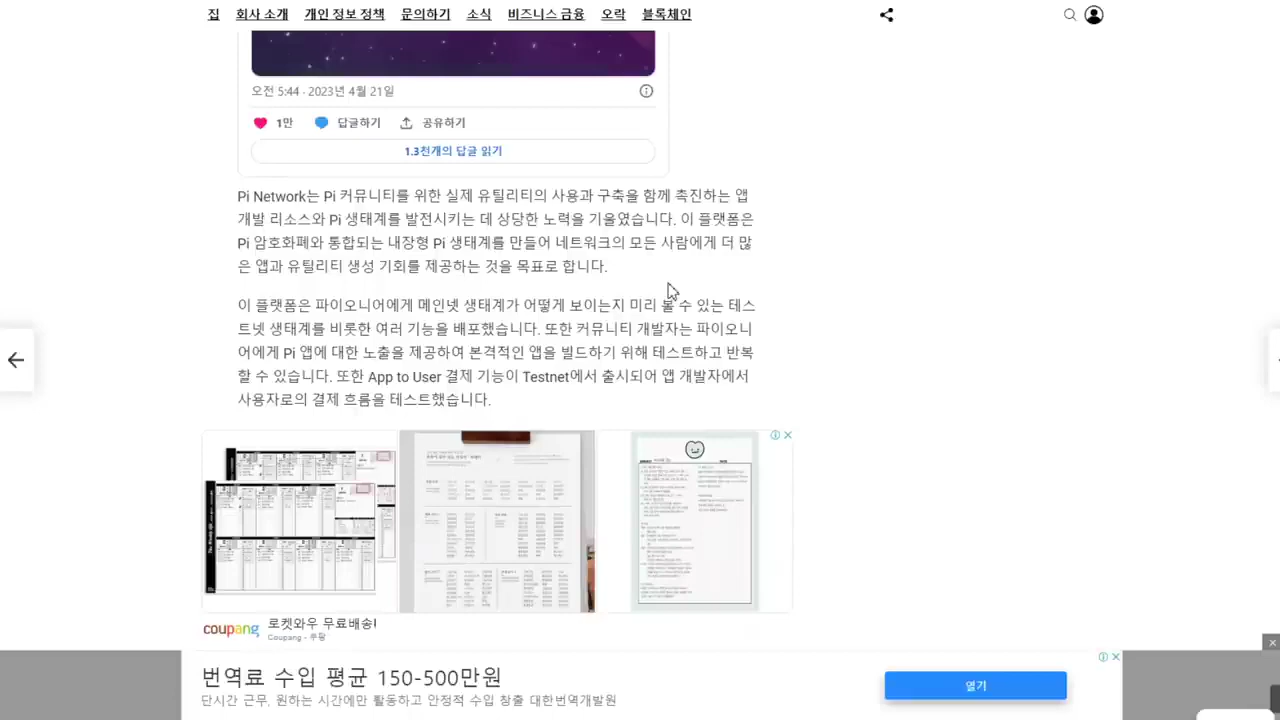 집 회사 소개 개인 정보 정책 문의하기 소식 비즈니스 금융 오락 블록체인
오전 5:44 · 2023년 4월 21일
1만 답글하기 공유하기
1.3천개의 답글 읽기
Pi Network는 Pi 커뮤니티를 위한 실제 유틸리티의 사용과 구축을 함께 촉진하는 앱
개발 리소스와 Pi 생태계를 발전시키는 데 상당한 노력을 기울였습니다. 이 플랫폼은
Pi 암호화폐와 통합되는 내장형 Pi 생태계를 만들어 네트워크의 모든 사람에게 더 많
은 앱과 유틸리티 생성 기회를 제공하는 것을 목표로 합니다.
이 플랫폼은 파이오니어에게 메인넷 생태계가 어떻게 보이는지 미리 볼 수 있는 테스
트넷 생태계를 비롯한 여러 기능을 배포했습니다. 또한 커뮤니티 개발자는 파이오니
어에게 Pi 앱에 대한 노출을 제공하여 본격적인 앱을 빌드하기 위해 테스트하고 반복
할 수 있습니다. 또한 App to User 결제 기능이 Testnet에서 출시되어 앱 개발자에서
사용자로의 결제 흐름을 테스트했습니다.
coupang 로켓와우 무료배송!
Coupang - 쿠팡
번역료 수입 평균 150-500만원
단시간 근무, 원하는 시간에만 활동하고 안정적 수입 창출 대한번역개발원
열기